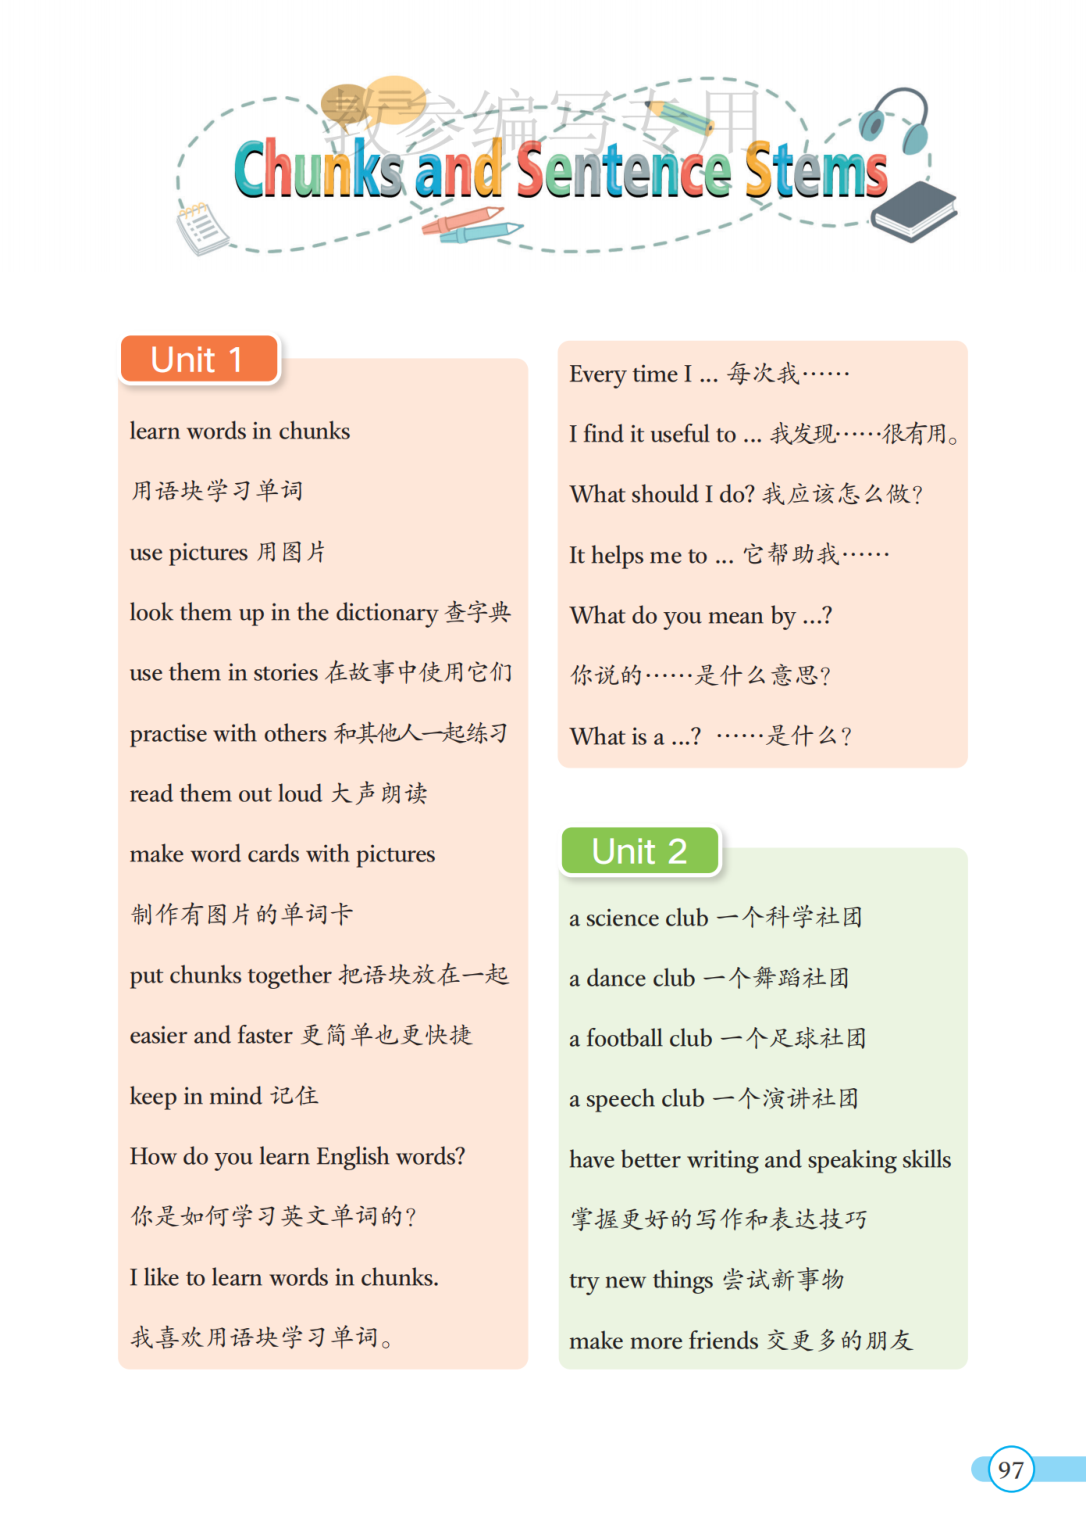 教参编写专用
Chunks and Sentence Stems
Unit 1
learn words in chunks
用语块学习单词
use pictures 用图片
look them up in the dictionary 查字典
use them in stories 在故事中使用它们
practise with others 和其他人一起练习
read them out loud 大声朗读
make word cards with pictures
制作有图片的单词卡
put chunks together 把语块放在一起
easier and faster 更简单也更快捷
keep in mind 记住
How do you learn English words?
你是如何学习英文单词的？
I like to learn words in chunks.
我喜欢用语块学习单词。
Every time I ... 每次我……
I find it useful to ... 我发现……很有用。
What should I do? 我应该怎么做？
It helps me to ... 它帮助我……
What do you mean by ...?
你说的……是什么意思？
What is a ...? ……是什么？
Unit 2
a science club 一个科学社团
a dance club 一个舞蹈社团
a football club 一个足球社团
a speech club 一个演讲社团
have better writing and speaking skills
掌握更好的写作和表达技巧
try new things 尝试新事物
make more friends 交更多的朋友
97